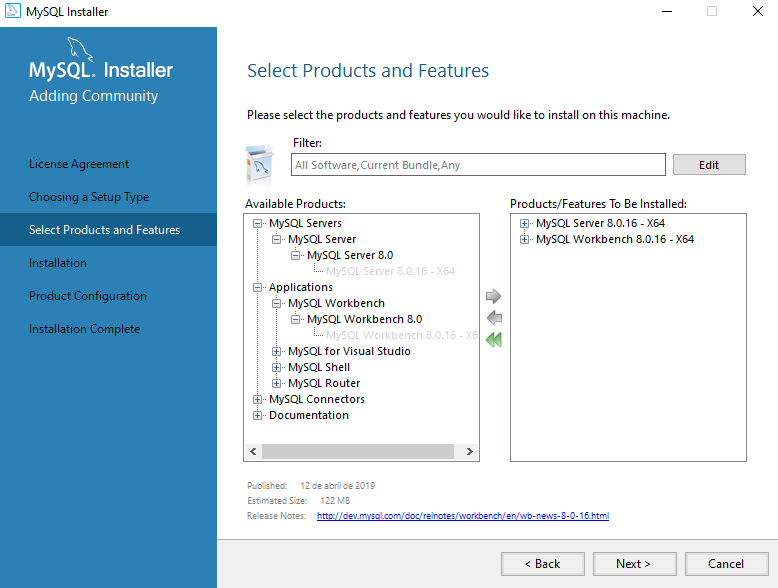 MySQL Installer
MySQL. Installer
Adding Community
License Agreement
Choosing a Setup Type
Select Products and Features
Installation
Product Configuration
Installation Complete
Select Products and Features
Please select the products and features you would like to install on this machine.
Filter:
All Software,Current Bundle,Any
Edit
Available Products:
MySQL Servers
MySQL Server
MySQL Server 8.0
MySQL Server 8.0.16 - X64
Applications
MySQL Workbench
MySQL Workbench 8.0
MySQL Workbench 8.0.16 - X6
MySQL for Visual Studio
MySQL Shell
MySQL Router
MySQL Connectors
Documentation
Products/Features To Be Installed:
MySQL Server 8.0.16 - X64
MySQL Workbench 8.0.16 - X64
Published: 12 de abril de 2019
Estimated Size: 122 MB
Release Notes: http://dev.mysql.com/doc/relnotes/workbench/en/wb-news-8-0-16.html
< Back
Next >
Cancel